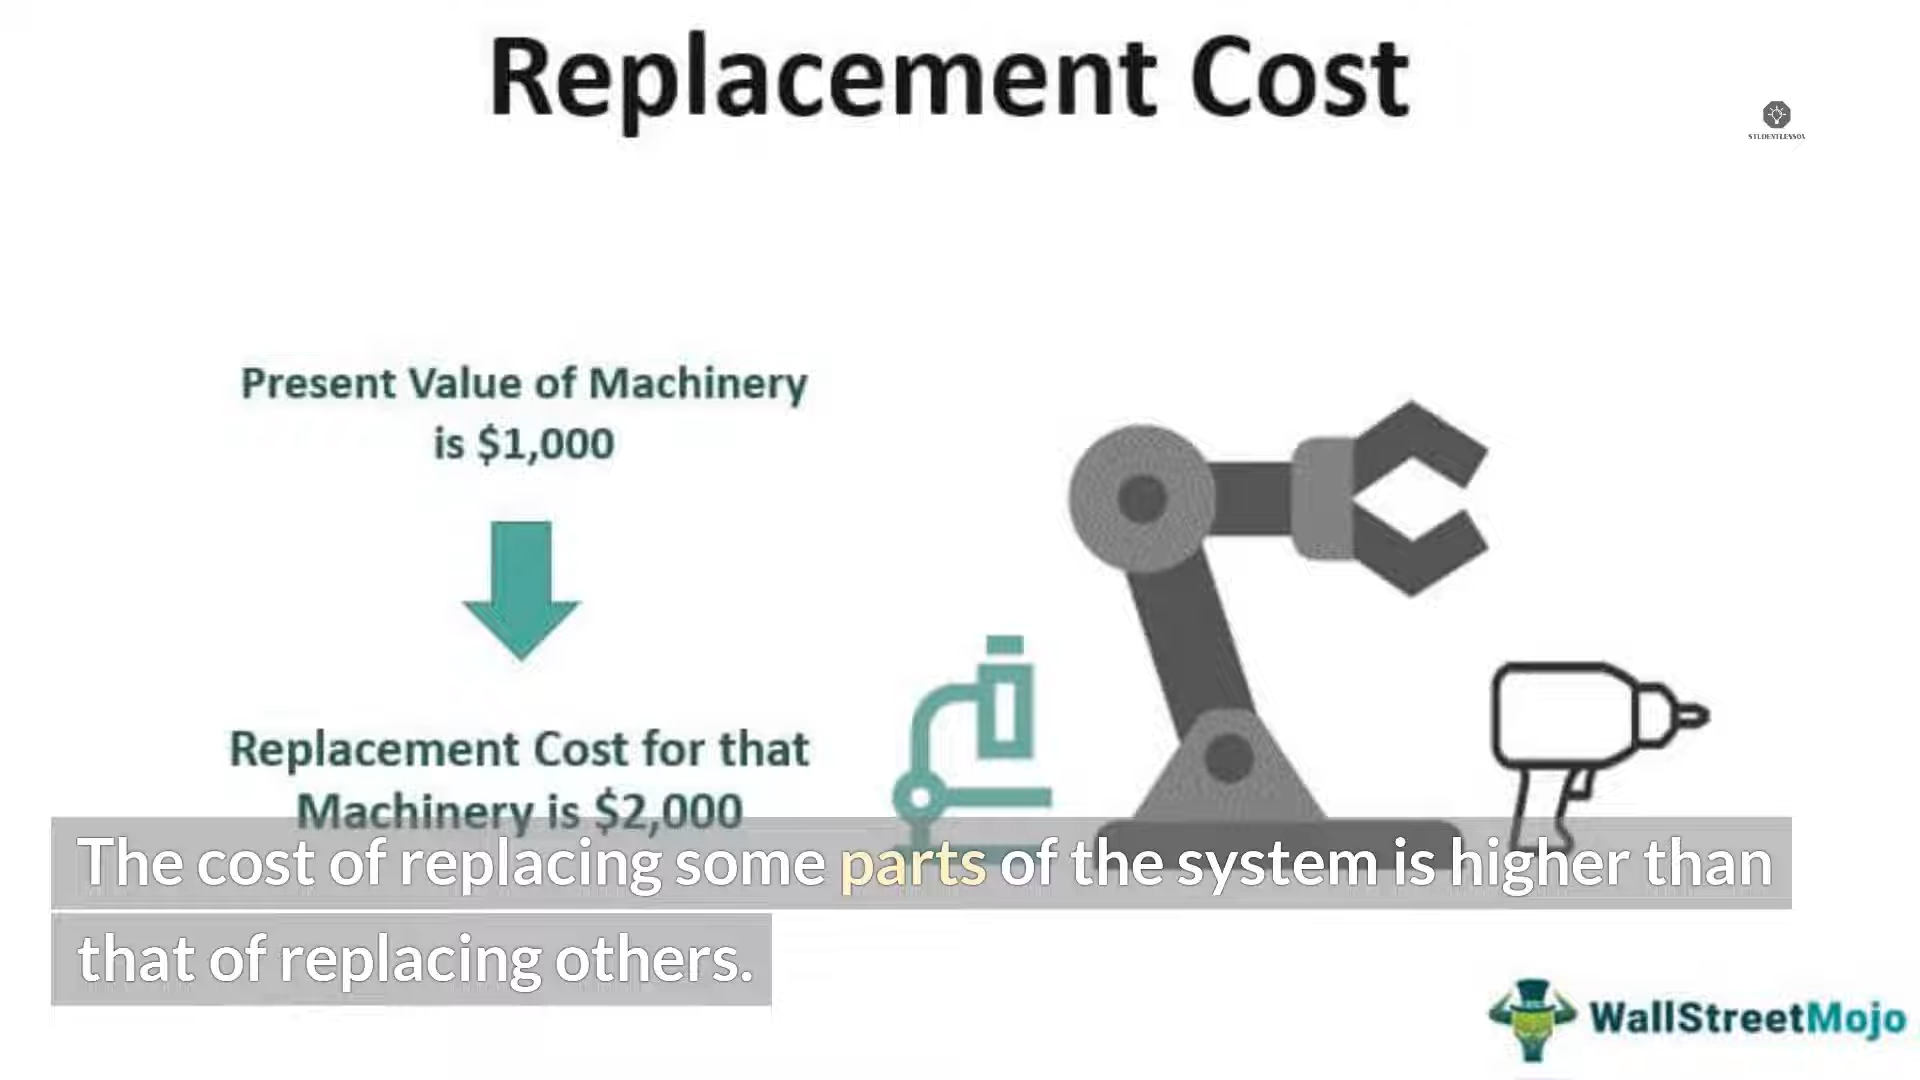 Replacement Cost
STUDENTLESSON
Present Value of Machinery
is $1,000
Replacement Cost for that
Machinery is $2,000
The cost of replacing some parts of the system is higher than
that of replacing others.
WallStreetMojo